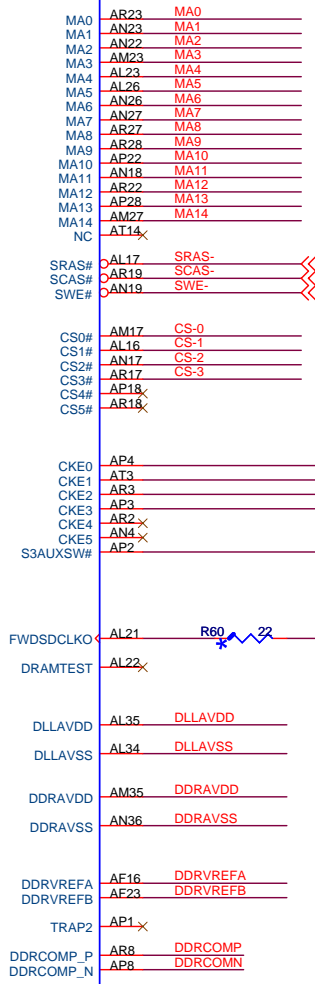 MA0 AR23 MA0
MA1 AN23 MA1
MA2 AN22 MA2
MA3 AM23 MA3
MA4 AL23 MA4
MA5 AL26 MA5
MA6 AN26 MA6
MA7 AN27 MA7
MA8 AR27 MA8
MA9 AR28 MA9
MA10 AP22 MA10
MA11 AN18 MA11
MA12 AR22 MA12
MA13 AP28 MA13
MA14 AM27 MA14
NC AT14
SRAS# AL17 SRAS-
SCAS# AR19 SCAS-
SWE# AN19 SWE-
CS0# AM17 CS-0
CS1# AL16 CS-1
CS2# AN17 CS-2
CS3# AR17 CS-3
CS4# AP18
CS5# AR18
CKE0 AP4
CKE1 AT3
CKE2 AR3
CKE3 AP3
CKE4 AR2
CKE5 AN4
S3AUXSW# AP2
FWDSDCLKO AL21 R60 22
*
DRAMTEST AL22
DLLAVDD AL35 DLLAVDD
DLLAVSS AL34 DLLAVSS
DDRAVDD AM35 DDRAVDD
DDRAVSS AN36 DDRAVSS
DDRVREFA AF16 DDRVREFA
DDRVREFB AF23 DDRVREFB
TRAP2 AP1
DDRCOMP_P AR8 DDRCOMP
DDRCOMP_N AP8 DDRCOMN